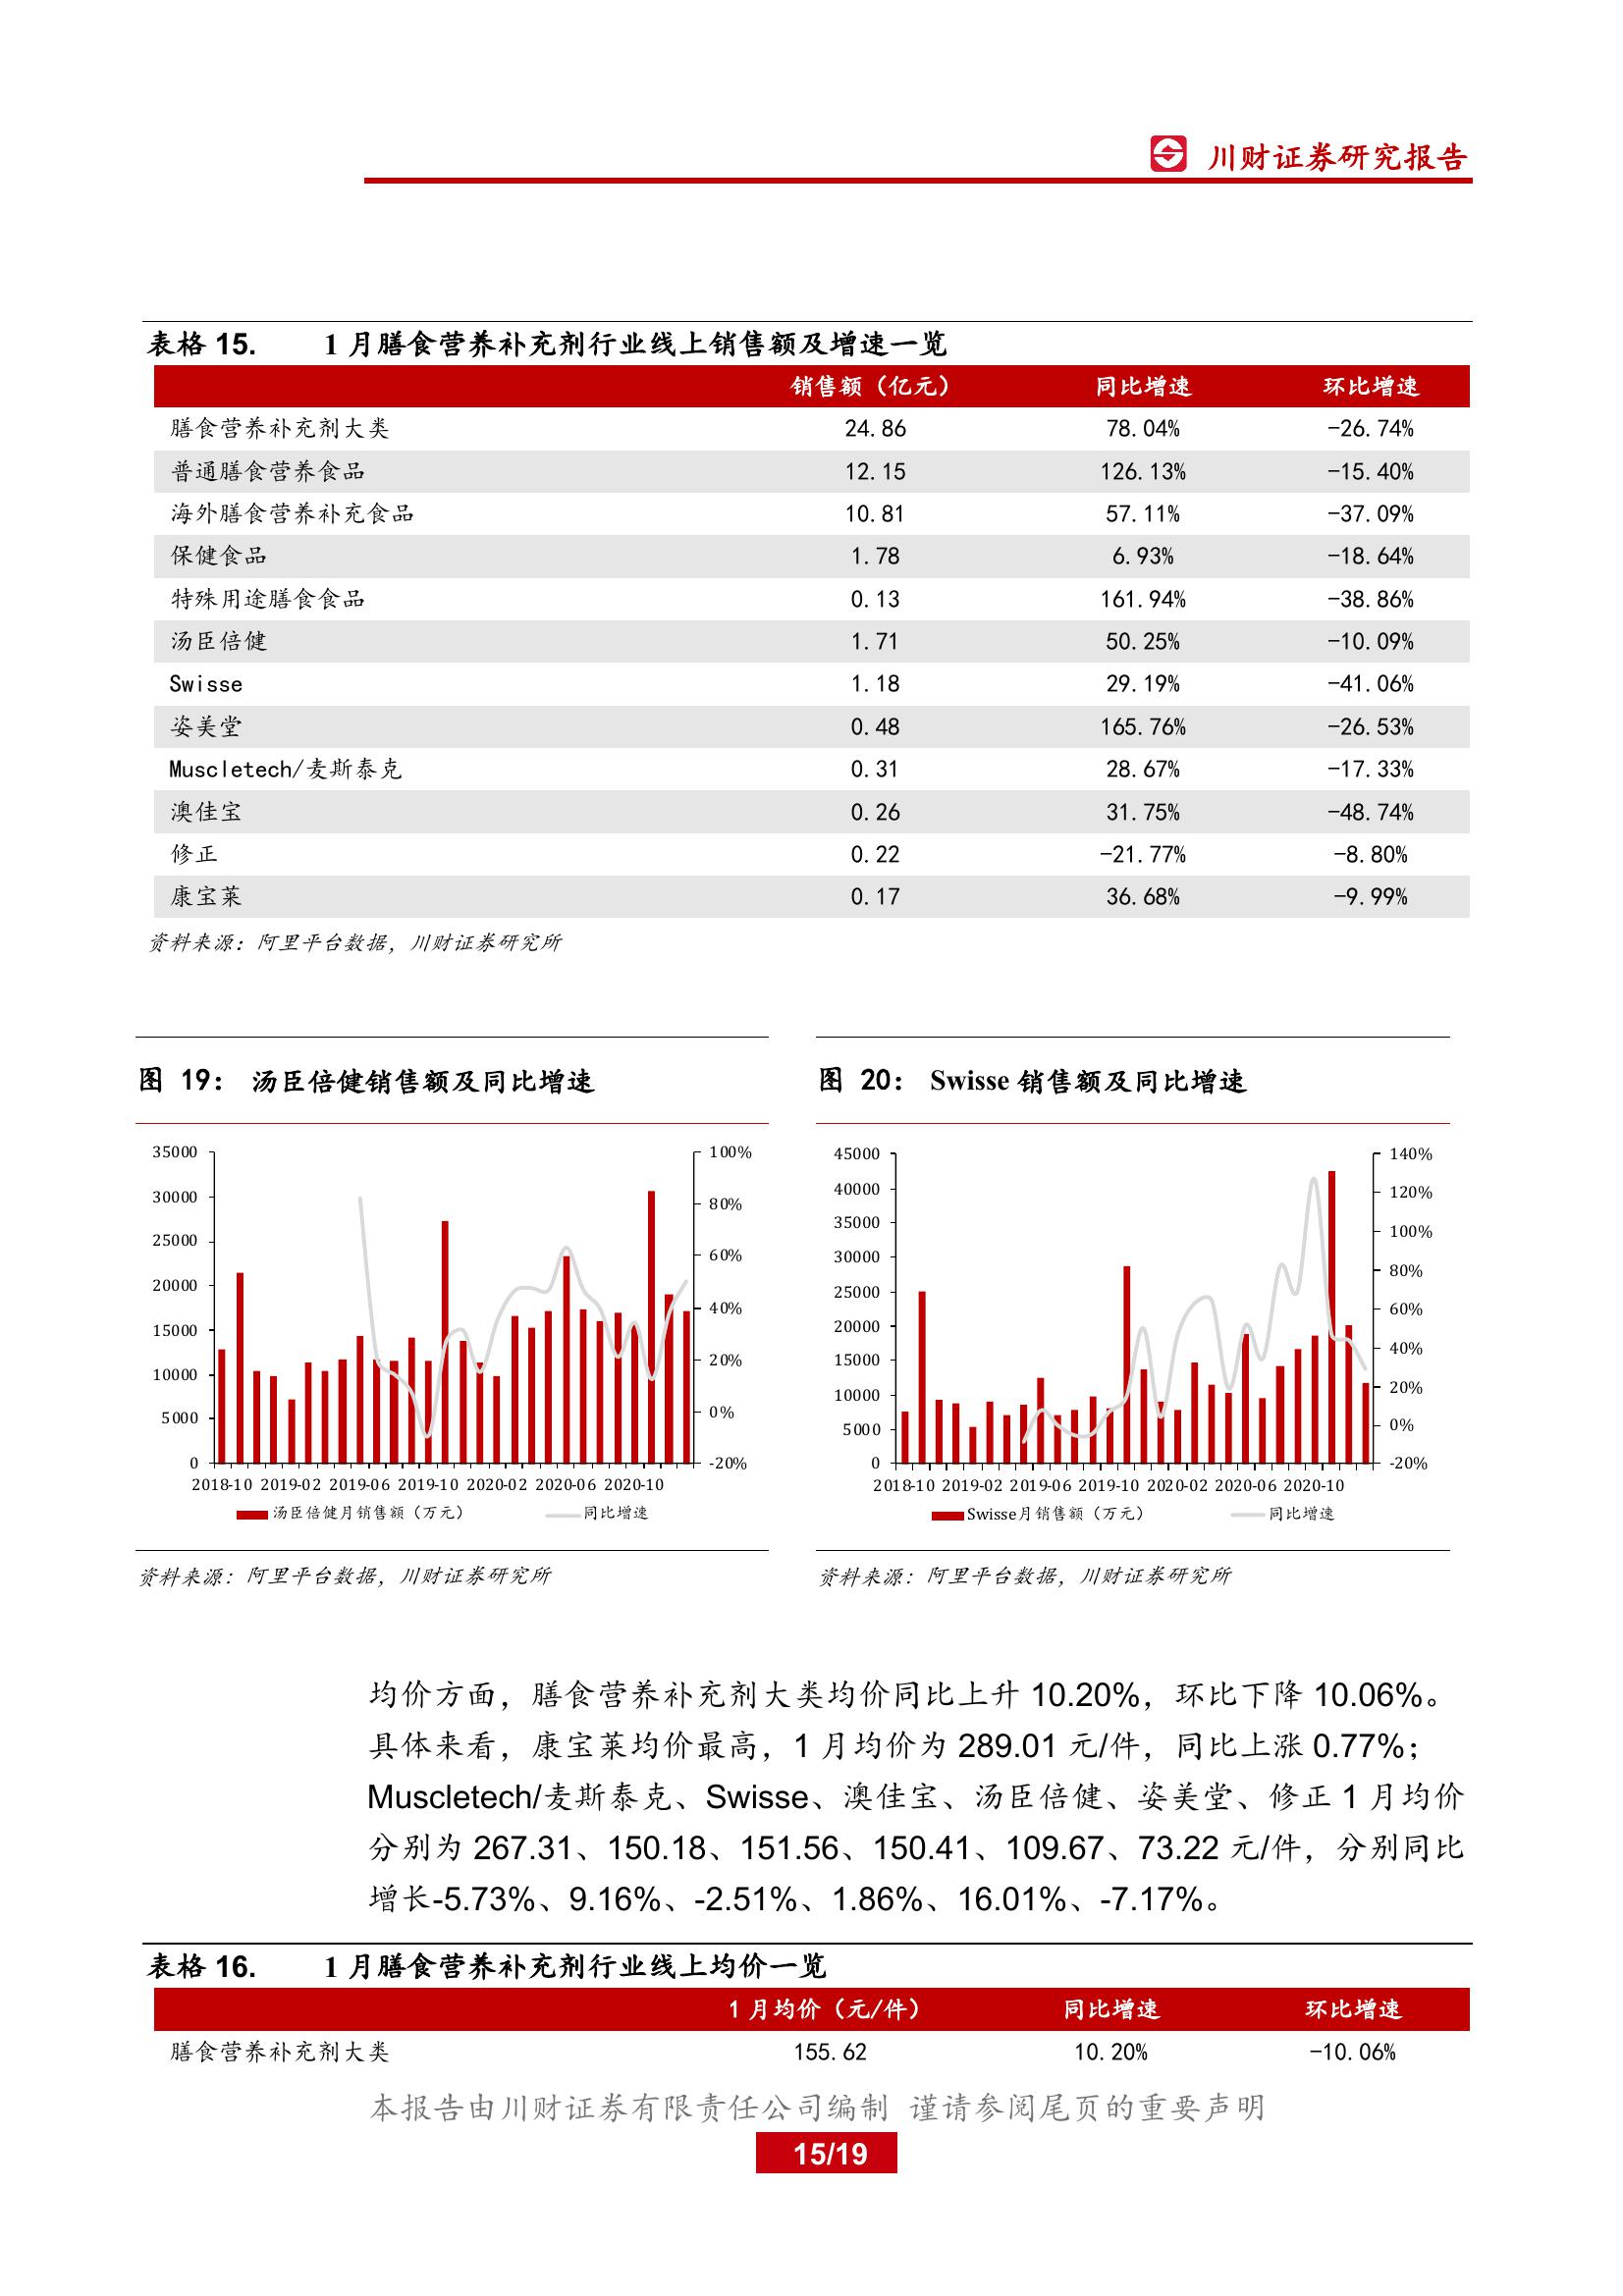 川财证券研究报告
表格 15. 1 月膳食营养补充剂行业线上销售额及增速一览
销售额（亿元） 同比增速 环比增速
膳食营养补充剂大类 24.86 78.04% -26.74%
普通膳食营养食品 12.15 126.13% -15.40%
海外膳食营养补充食品 10.81 57.11% -37.09%
保健食品 1.78 6.93% -18.64%
特殊用途膳食食品 0.13 161.94% -38.86%
汤臣倍健 1.71 50.25% -10.09%
Swisse 1.18 29.19% -41.06%
姿美堂 0.48 165.76% -26.53%
Muscletech/麦斯泰克 0.31 28.67% -17.33%
澳佳宝 0.26 31.75% -48.74%
修正 0.22 -21.77% -8.80%
康宝莱 0.17 36.68% -9.99%
资料来源：阿里平台数据，川财证券研究所
图 19： 汤臣倍健销售额及同比增速
35000 100%
30000 80%
25000 60%
20000 40%
15000 20%
10000 0%
5000 -20%
0
2018-10 2019-02 2019-06 2019-10 2020-02 2020-06 2020-10
汤臣倍健月销售额（万元） 同比增速
资料来源：阿里平台数据，川财证券研究所
图 20： Swisse 销售额及同比增速
45000 140%
40000 120%
35000 100%
30000 80%
25000 60%
20000 40%
15000 20%
10000 0%
5000 -20%
0
2018-10 2019-02 2019-06 2019-10 2020-02 2020-06 2020-10
Swisse月销售额（万元） 同比增速
资料来源：阿里平台数据，川财证券研究所
均价方面，膳食营养补充剂大类均价同比上升 10.20%，环比下降 10.06%。
具体来看，康宝莱均价最高，1 月均价为 289.01 元/件，同比上涨 0.77%；
Muscletech/麦斯泰克、Swisse、澳佳宝、汤臣倍健、姿美堂、修正 1 月均价
分别为 267.31、150.18、151.56、150.41、109.67、73.22 元/件，分别同比
增长-5.73%、9.16%、-2.51%、1.86%、16.01%、-7.17%。
表格 16. 1 月膳食营养补充剂行业线上均价一览
1 月均价（元/件） 同比增速 环比增速
膳食营养补充剂大类 155.62 10.20% -10.06%
本报告由川财证券有限责任公司编制 谨请参阅尾页的重要声明
15/19